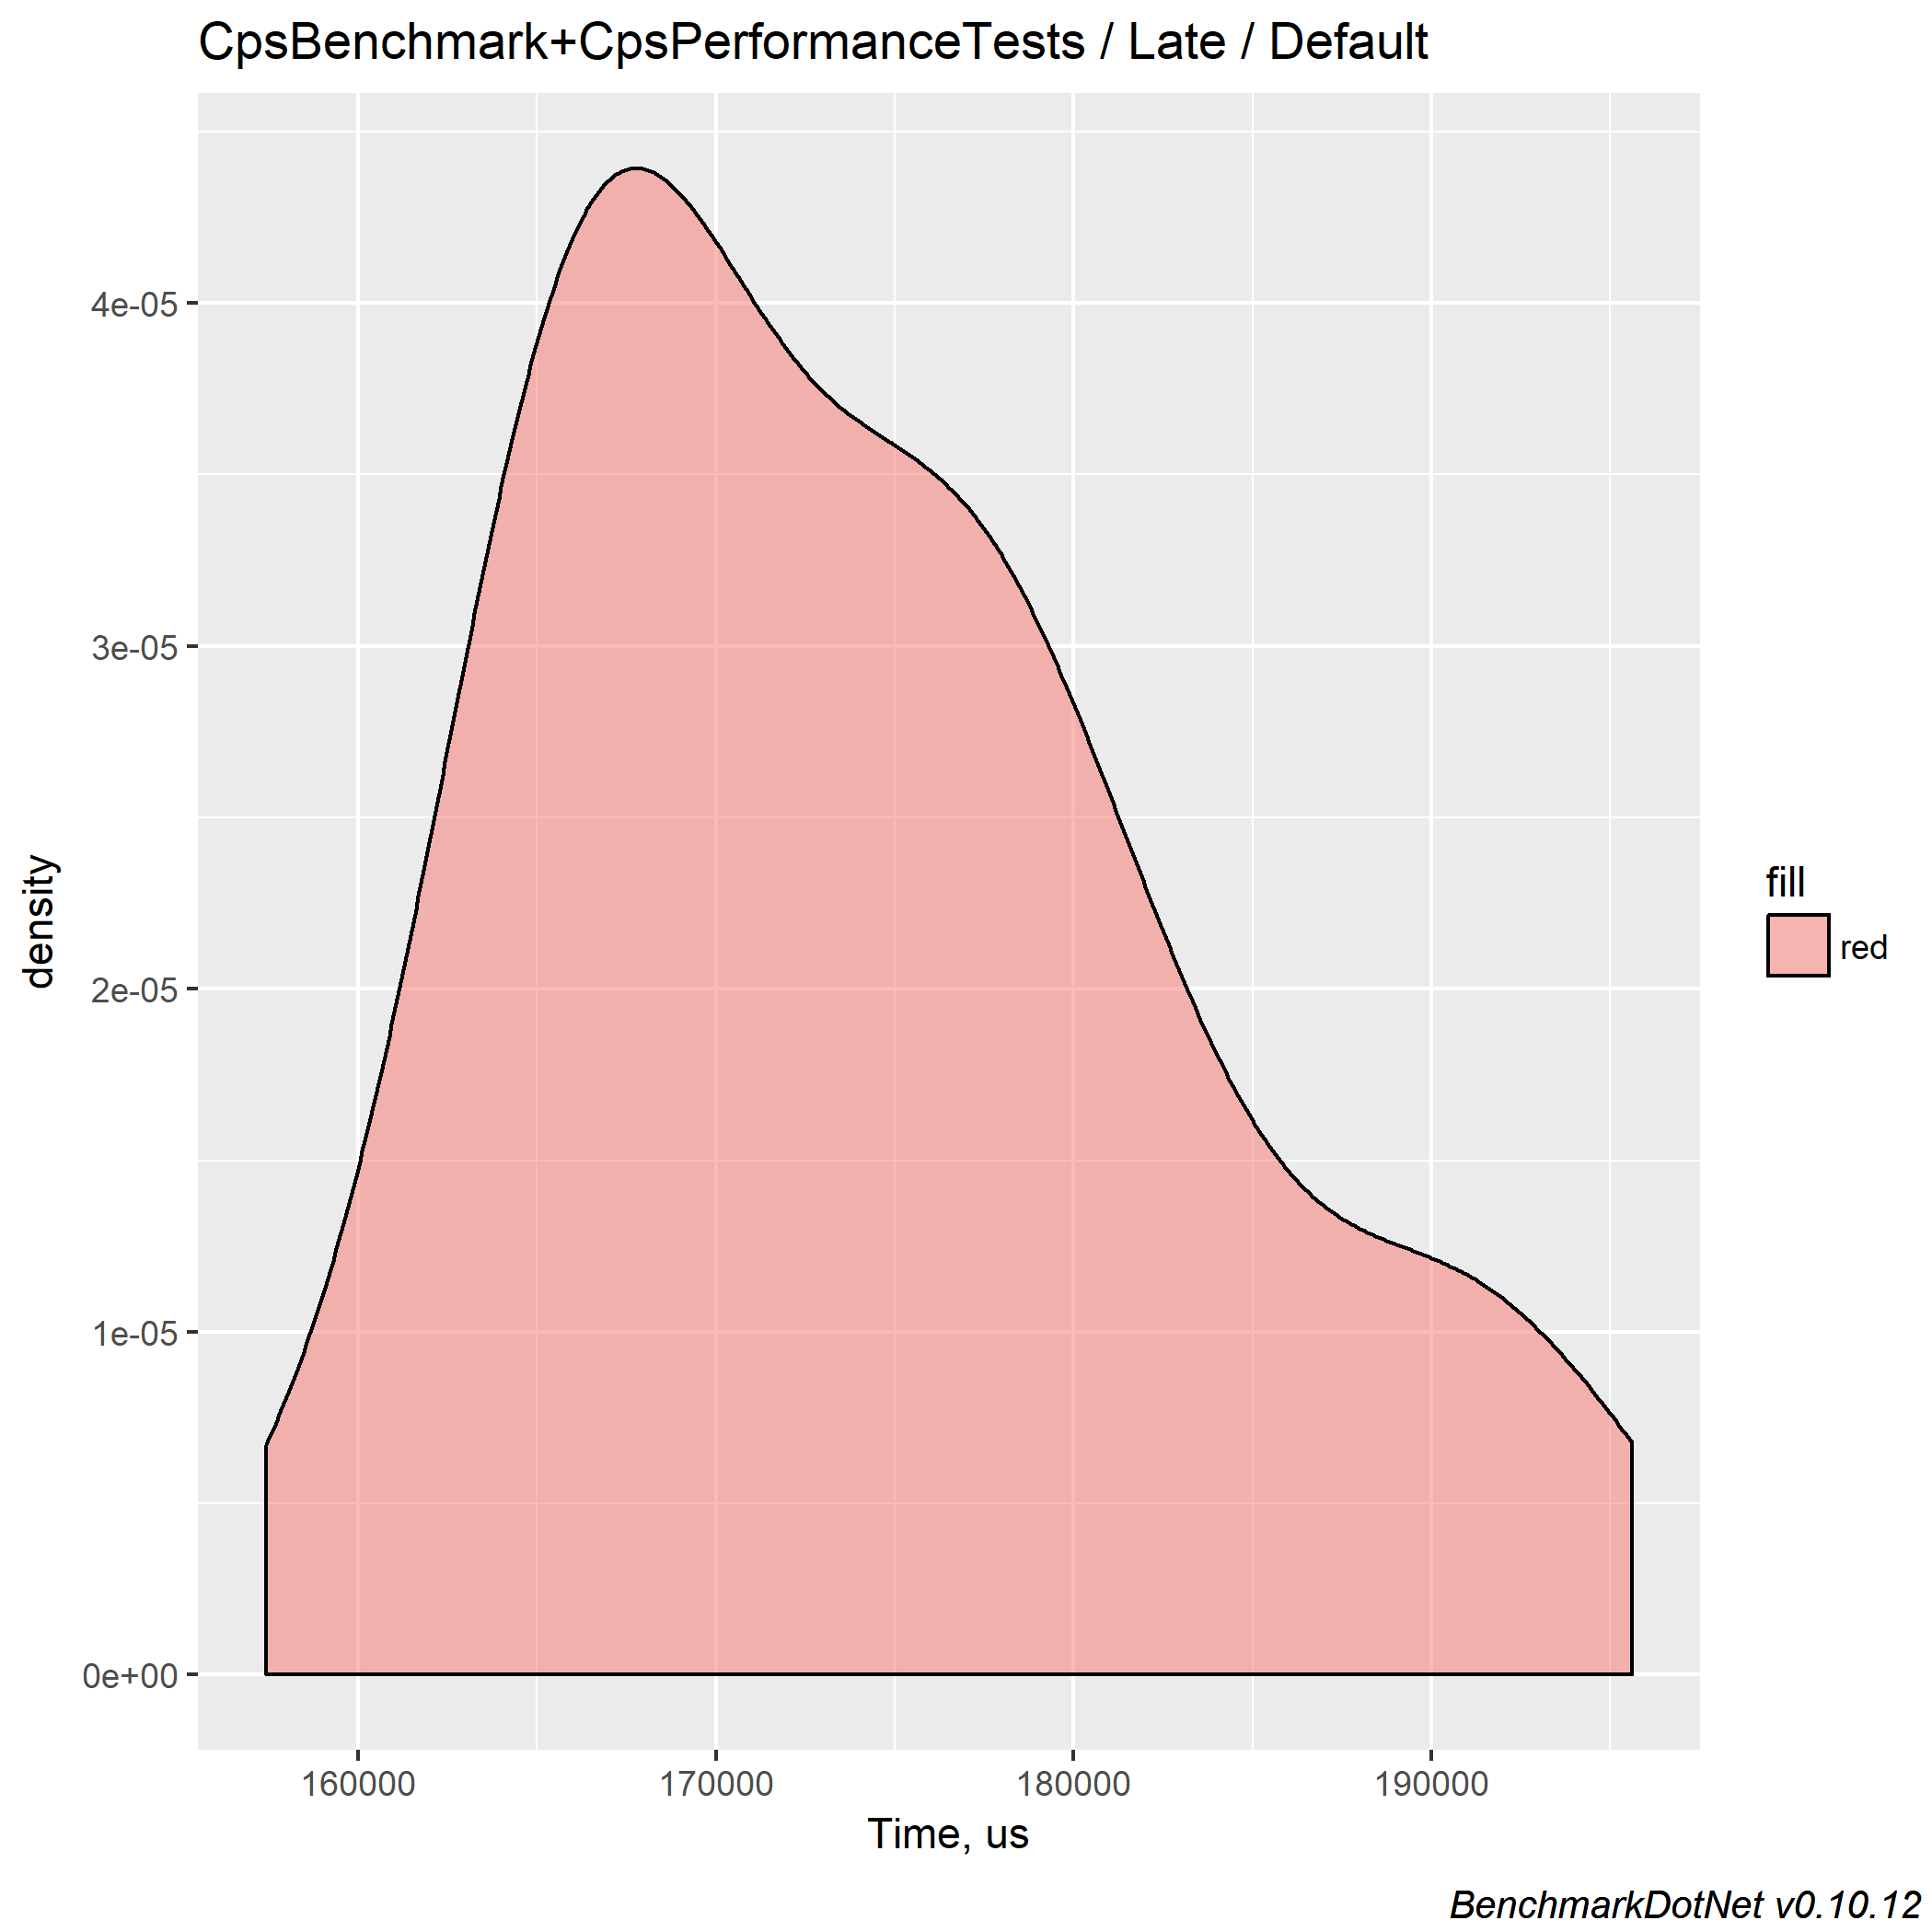 CpsBenchmark+CpsPerformanceTests / Late / Default
4e-05
3e-05
2e-05
1e-05
0e+00
density
160000 170000 180000 190000
Time, us
fill
red
BenchmarkDotNet v0.10.12